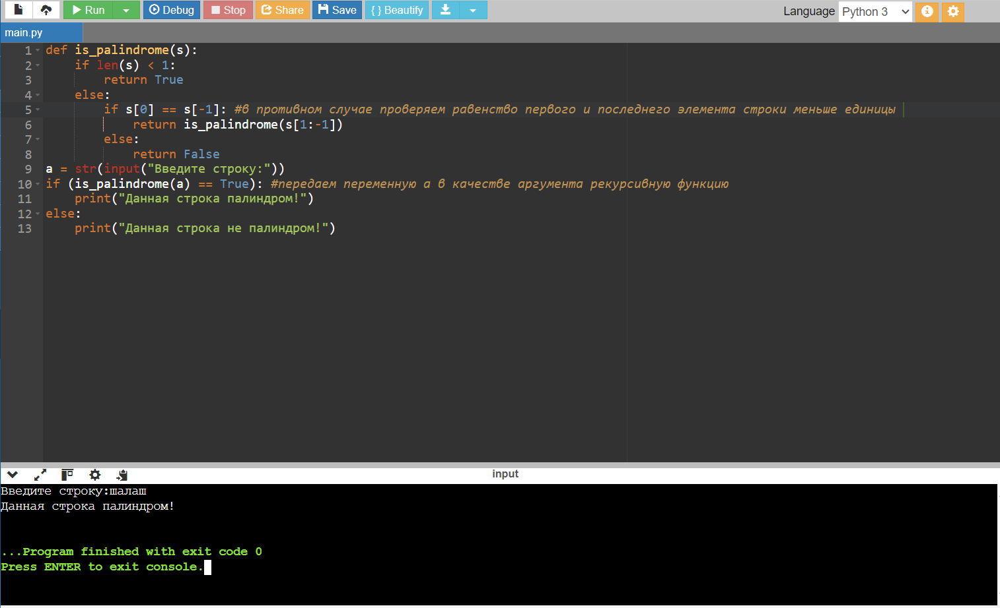 Run Debug Stop Share Save { } Beautify Language Python 3
main.py
1 def is_palindrome(s):
2 if len(s) < 1:
3 return True
4 else:
5 if s[0] == s[-1]: #в противном случае проверяем равенство первого и последнего элемента строки меньше единицы
6 return is_palindrome(s[1:-1])
7 else:
8 return False
9 a = str(input("Введите строку:"))
10 if (is_palindrome(a) == True): #передаем переменную а в качестве аргумента рекурсивную функцию
11 print("Данная строка палиндром!")
12 else:
13 print("Данная строка не палиндром!")
input
Введите строку:шалаш
Данная строка палиндром!
...Program finished with exit code 0
Press ENTER to exit console.